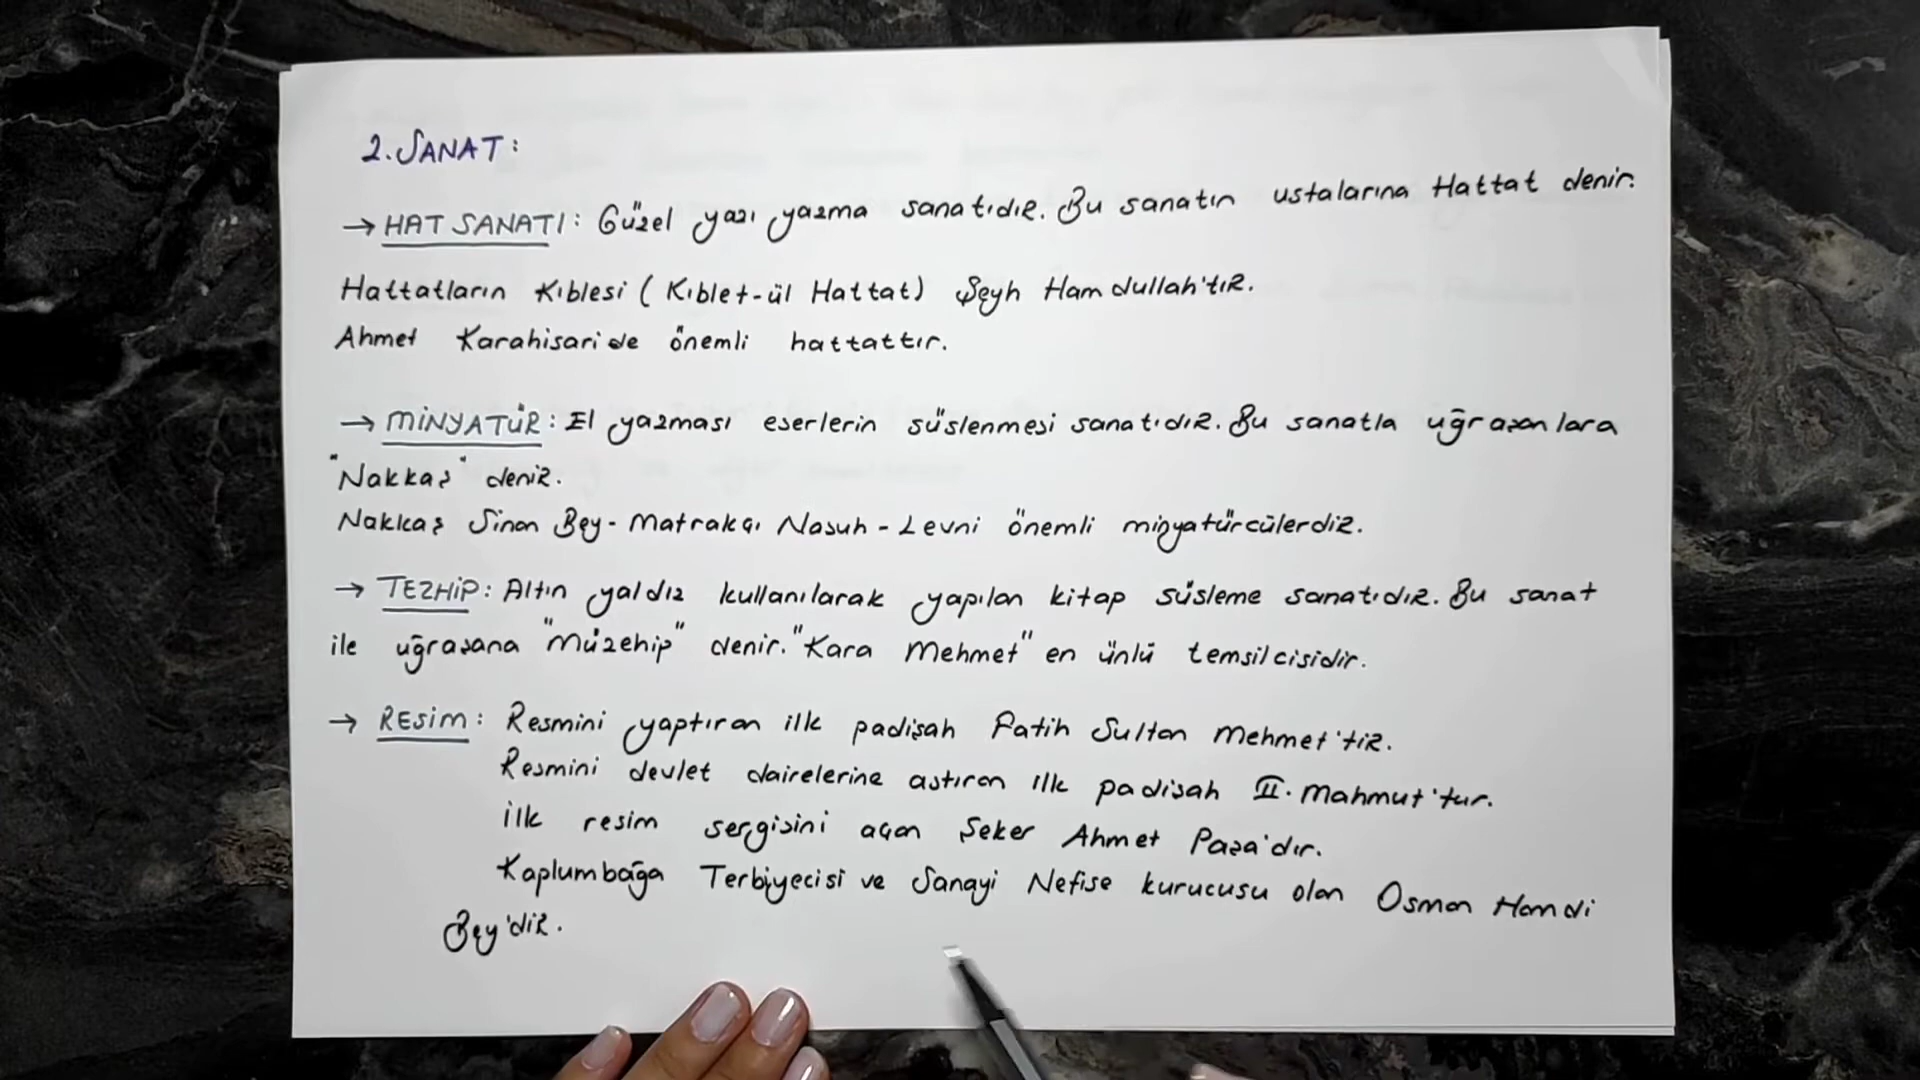 2. SANAT:
→ HAT SANATI: Güzel yazı yazma sanatıdır. Bu sanatın ustalarına Hattat denir.
Hattatların Kıblesi (Kıblet-ül Hattat) Şeyh Hamdullah'tır.
Ahmet Karahisari de önemli hattattır.
→ MİNYATÜR: El yazması eserlerin süslenmesi sanatıdır. Bu sanatla uğraşanlara
"Nakkaş" denir.
Nakkaş Sinan Bey - Matrakçı Nasuh - Levni önemli minyatürcülerdir.
→ TEZHİP: Altın yaldız kullanılarak yapılan kitap süsleme sanatıdır. Bu sanat
ile uğraşana "Müzehip" denir. "Kara Mehmet" en ünlü temsilcisidir.
→ RESİM: Resmini yaptıran ilk padişah Fatih Sultan Mehmet'tir.
Resmini devlet dairelerine astıran ilk padişah II. Mahmut'tur.
İlk resim sergisini açan Şeker Ahmet Paşa'dır.
Kaplumbağa Terbiyecisi ve Sanayi Nefise kurucusu olan Osman Hamdi
Bey'dir.